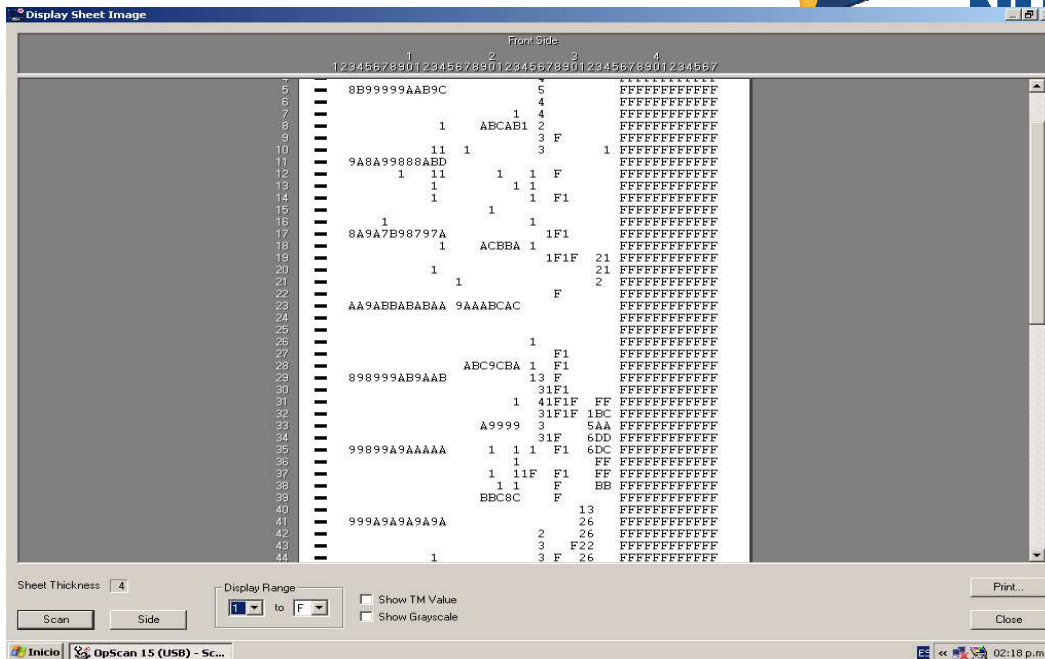 Display Sheet Image
Front Side
1 2 3 4
12345678901234567890123456789012345678901234567
5 8B99999AAB9C 5 FFFFFFFFFFFF
6 4 FFFFFFFFFFFF
7 1 4 FFFFFFFFFFFF
8 1 ABCAB1 2 FFFFFFFFFFFF
9 3 F FFFFFFFFFFFF
10 11 1 3 1 FFFFFFFFFFFF
11 9A8A99888ABD FFFFFFFFFFFF
12 1 11 1 1 F FFFFFFFFFFFF
13 1 1 1 FFFFFFFFFFFF
14 1 1 F1 FFFFFFFFFFFF
15 1 FFFFFFFFFFFF
16 1 1 FFFFFFFFFFFF
17 8A9A7B98797A 1F1 FFFFFFFFFFFF
18 1 ACBBA 1 FFFFFFFFFFFF
19 1F1F 21 FFFFFFFFFFFF
20 1 21 FFFFFFFFFFFF
21 1 2 FFFFFFFFFFFF
22 F FFFFFFFFFFFF
23 AA9ABBABABAA 9AAABCAC FFFFFFFFFFFF
24 FFFFFFFFFFFF
25 FFFFFFFFFFFF
26 1 FFFFFFFFFFFF
27 F1 FFFFFFFFFFFF
28 ABC9CBA 1 F1 FFFFFFFFFFFF
29 898999AB9AAB 13 F FFFFFFFFFFFF
30 31F1 FFFFFFFFFFFF
31 1 41F1F FF FFFFFFFFFFFF
32 31F1F 1BC FFFFFFFFFFFF
33 A9999 3 5AA FFFFFFFFFFFF
34 31F 6DD FFFFFFFFFFFF
35 99899A9AAAAA 1 1 1 F1 6DC FFFFFFFFFFFF
36 1 FF FFFFFFFFFFFF
37 1 11F F1 FF FFFFFFFFFFFF
38 1 1 F BB FFFFFFFFFFFF
39 BBC8C F FFFFFFFFFFFF
40 13 FFFFFFFFFFFF
41 999A9A9A9A9A 26 FFFFFFFFFFFF
42 2 26 FFFFFFFFFFFF
43 3 F22 FFFFFFFFFFFF
44 1 3 F 26 FFFFFFFFFFFF
Sheet Thickness 4
Display Range
1 to F
Show TM Value
Show Grayscale
Print...
Scan Side
Close
Inicio OpScan 15 (USB) - Sc... ES « 02:18 p.m